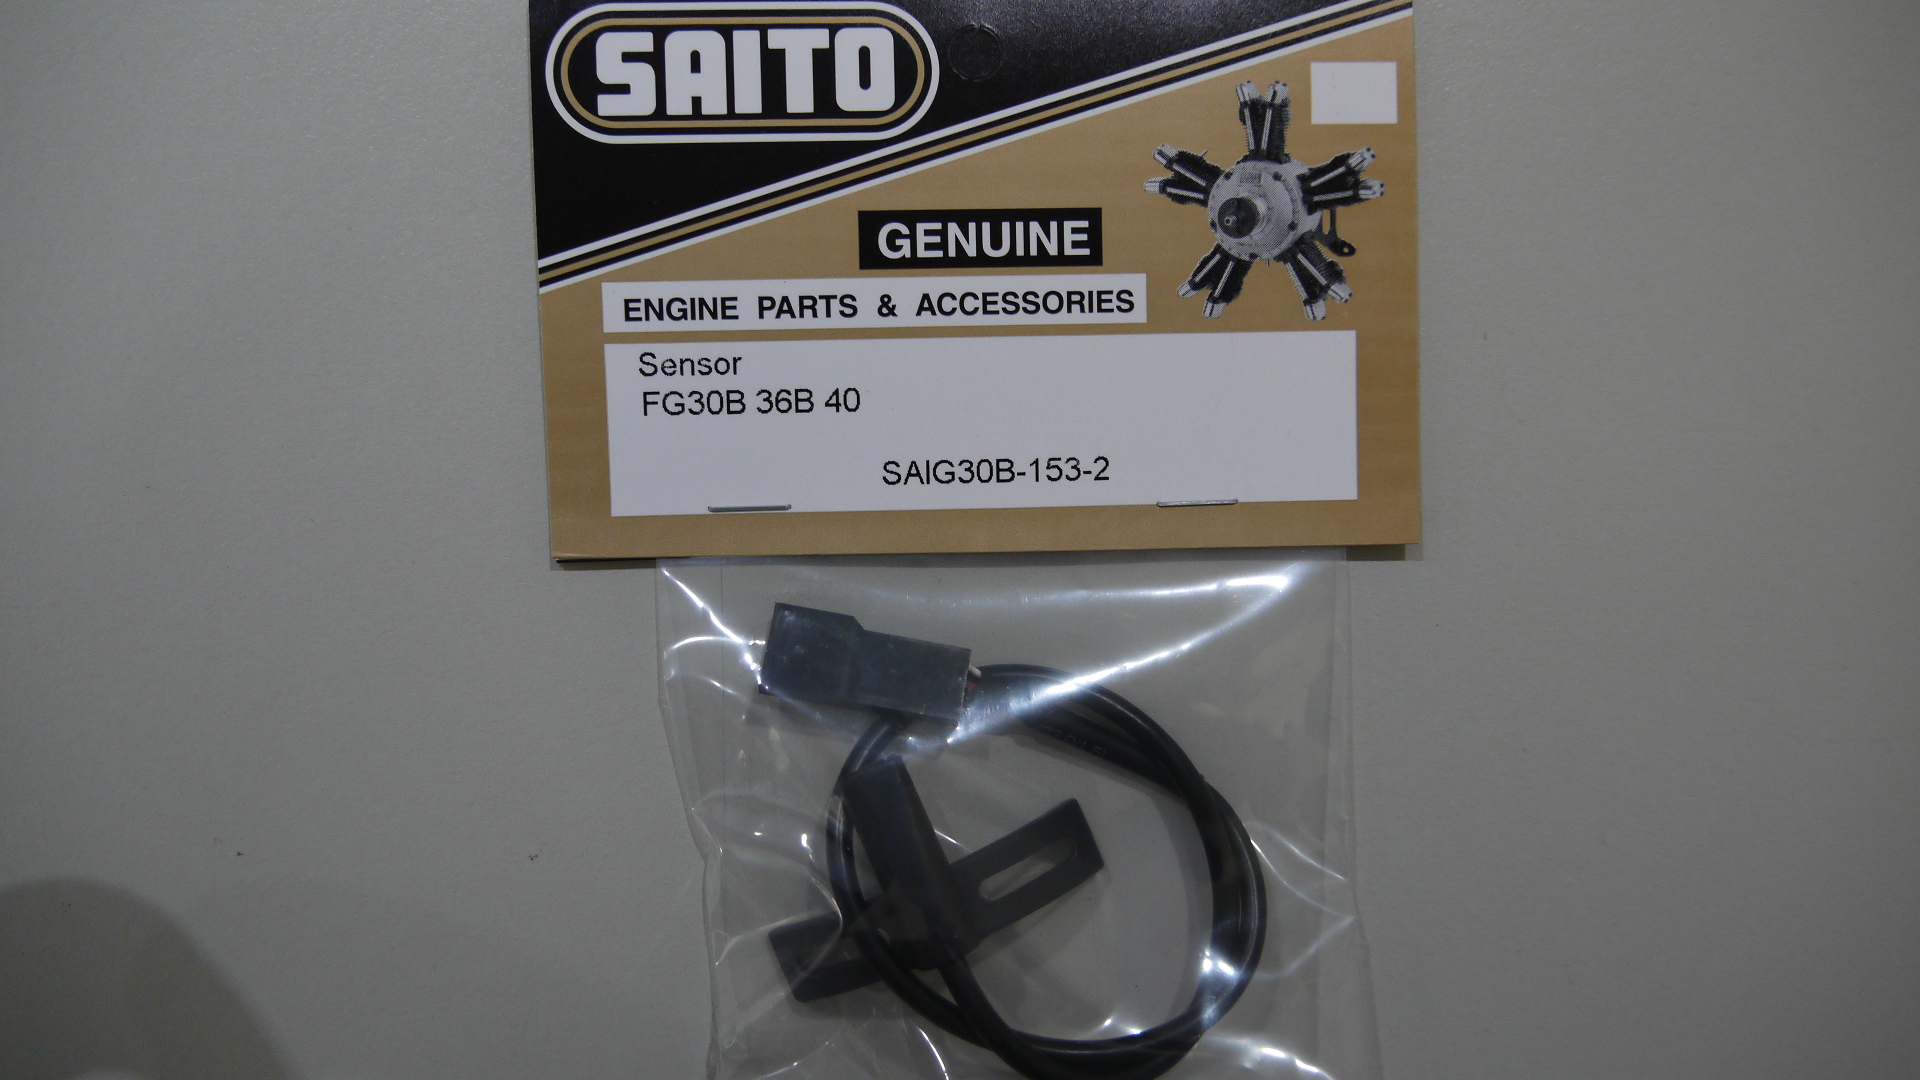 SAITO
GENUINE
ENGINE PARTS & ACCESSORIES
Sensor
FG30B 36B 40
SAIG30B-153-2